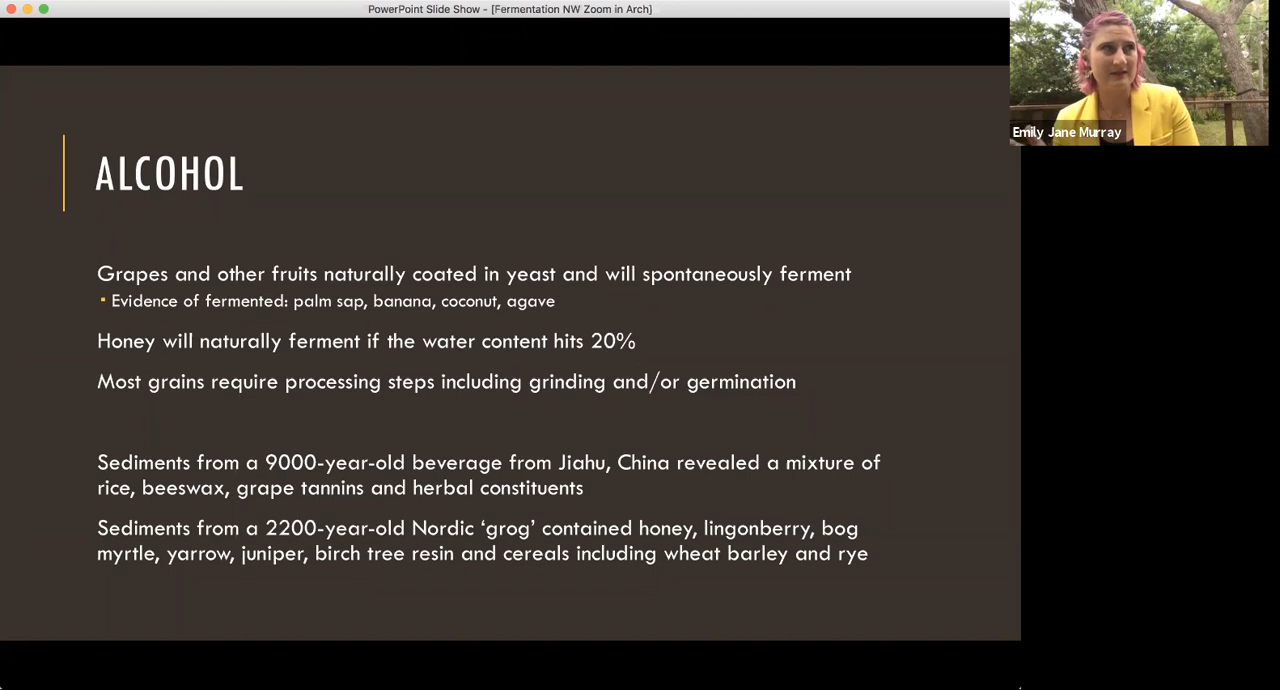 PowerPoint Slide Show - [Fermentation NW Zoom in Arch]
Emily Jane Murray
ALCOHOL
Grapes and other fruits naturally coated in yeast and will spontaneously ferment
▪ Evidence of fermented: palm sap, banana, coconut, agave
Honey will naturally ferment if the water content hits 20%
Most grains require processing steps including grinding and/or germination
Sediments from a 9000-year-old beverage from Jiahu, China revealed a mixture of
rice, beeswax, grape tannins and herbal constituents
Sediments from a 2200-year-old Nordic ‘grog’ contained honey, lingonberry, bog
myrtle, yarrow, juniper, birch tree resin and cereals including wheat barley and rye